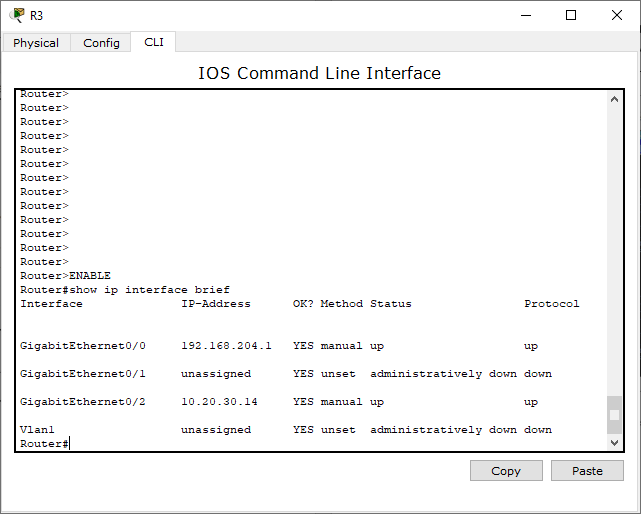 R3
Physical Config CLI
IOS Command Line Interface
Router>
Router>
Router>
Router>
Router>
Router>
Router>
Router>
Router>
Router>
Router>
Router>
Router>
Router>ENABLE
Router#show ip interface brief
Interface IP-Address OK? Method Status Protocol
GigabitEthernet0/0 192.168.204.1 YES manual up up
GigabitEthernet0/1 unassigned YES unset administratively down down
GigabitEthernet0/2 10.20.30.14 YES manual up up
Vlan1 unassigned YES unset administratively down down
Router#
Copy Paste